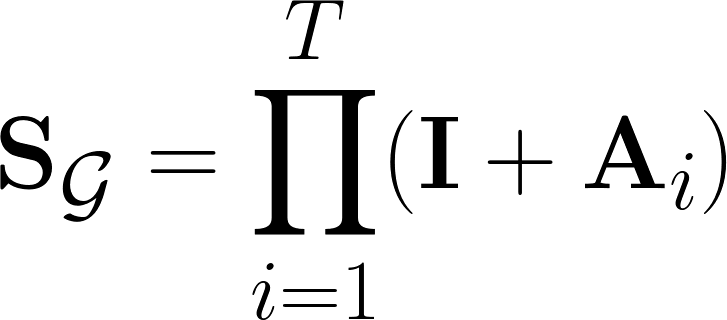 $\mathbf{S}_{\mathcal{G}} = \prod_{i=1}^{T} (\mathbf{I} + \mathbf{A}_i)$